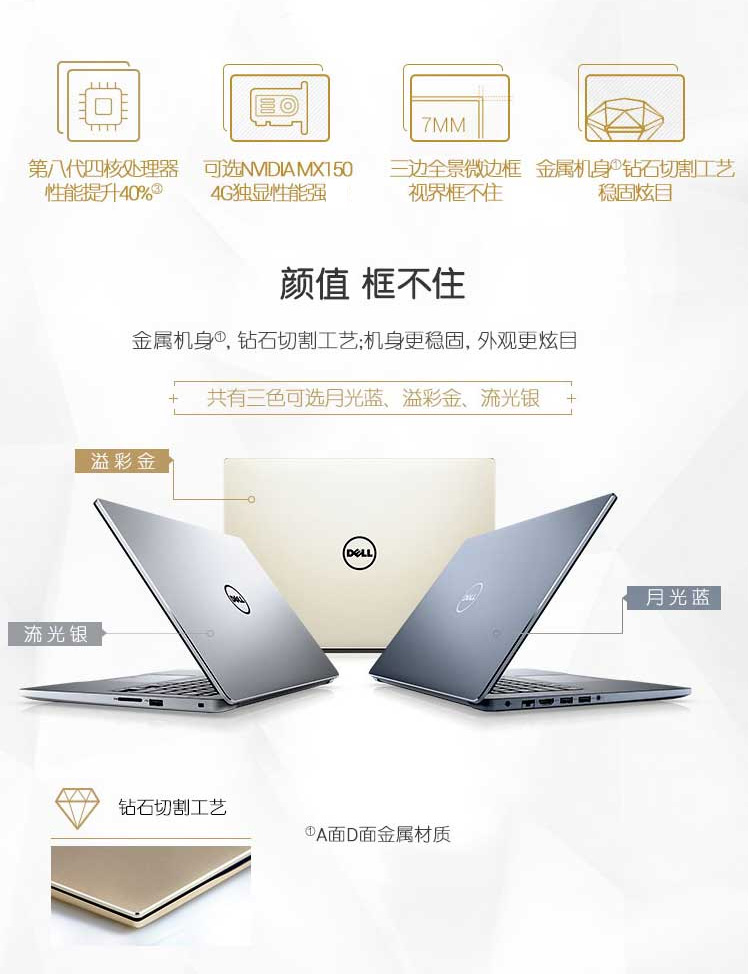 7MM
第八代四核处理器
性能提升40%③
可选NVIDIA MX150
4G独显性能强
三边全景微边框
视界框不住
金属机身①钻石切割工艺
稳固炫目
颜值 框不住
金属机身①, 钻石切割工艺;机身更稳固, 外观更炫目
共有三色可选月光蓝、溢彩金、流光银
溢彩金
DELL
DELL
DELL
月光蓝
流光银
钻石切割工艺
①A面D面金属材质